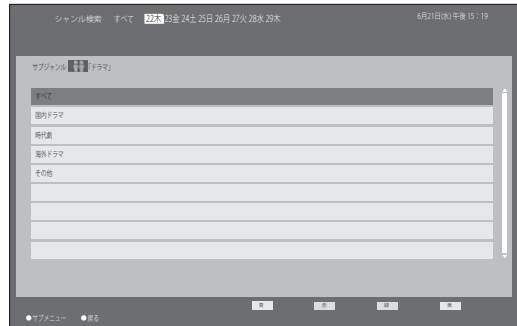 シャンル検索 すべて 22木 23金 24土 25日 26月 27火 28水 29木 6月21日(水) 午後 15：19
サブジャンル 「ドラマ」
すべて
国内ドラマ
時代劇
海外ドラマ
その他
青 赤 緑 黄
●サブメニュー ●戻る